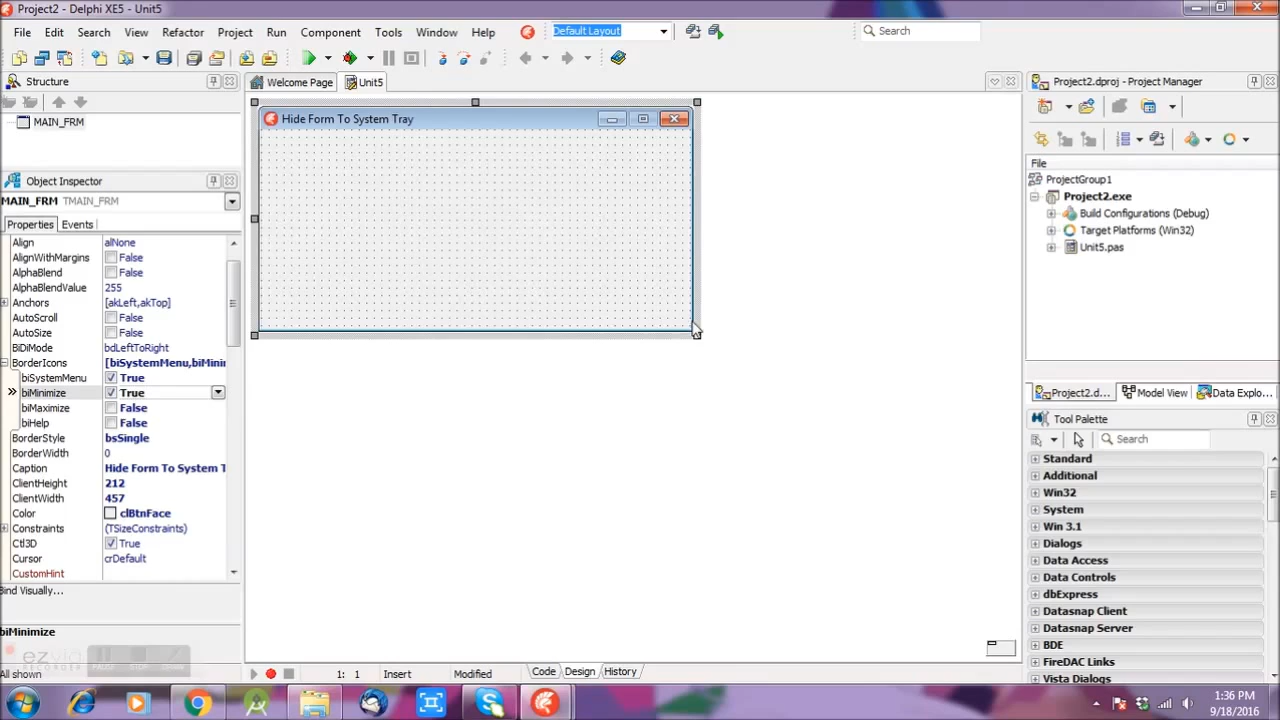 Project2 - Delphi XE5 - Unit5
File Edit Search View Refactor Project Run Component Tools Window Help
Default Layout
Search
Structure
MAIN_FRM
Object Inspector
MAIN_FRM TMAIN_FRM
Properties Events
Align alNone
AlignWithMargins False
AlphaBlend False
AlphaBlendValue 255
Anchors [akLeft,akTop]
AutoScroll False
AutoSize False
BiDiMode bdLeftToRight
BorderIcons [biSystemMenu,biMini
biSystemMenu True
biMinimize True
biMaximize False
biHelp False
BorderStyle bsSingle
BorderWidth 0
Caption Hide Form To System T
ClientHeight 212
ClientWidth 457
Color clBtnFace
Constraints (TSizeConstraints)
Ctl3D True
Cursor crDefault
CustomHint
Bind Visually...
biMinimize
All shown
Welcome Page Unit5
Hide Form To System Tray
1: 1 Insert Modified
Code Design History
Project2.dproj - Project Manager
File
ProjectGroup1
Project2.exe
Build Configurations (Debug)
Target Platforms (Win32)
Unit5.pas
Project2.d... Model View Data Explo...
Tool Palette
Search
Standard
Additional
Win32
System
Win 3.1
Dialogs
Data Access
Data Controls
dbExpress
Datasnap Client
Datasnap Server
BDE
FireDAC Links
Vista Dialogs
1:36 PM
9/18/2016